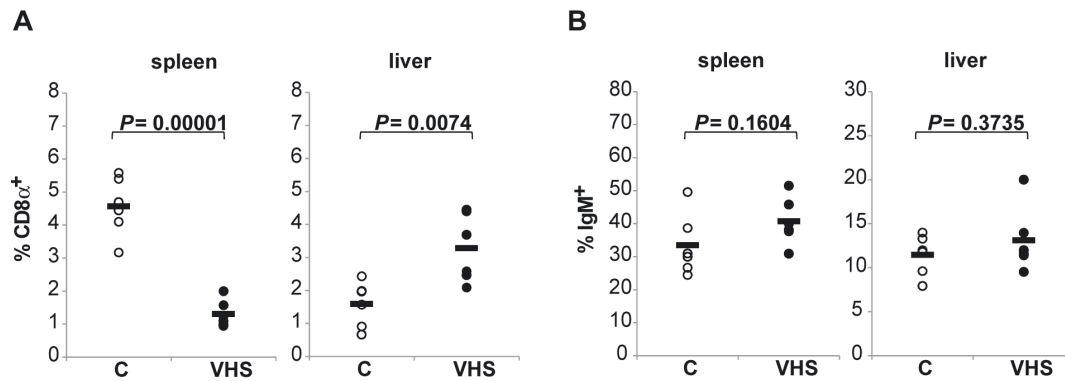 A
B
spleen
liver
spleen
liver
% CD8α+
8
7
6
5
4
3
2
1
0
P= 0.00001
C
VHS
8
7
6
5
4
3
2
1
0
P= 0.0074
C
VHS
% IgM+
80
70
60
50
40
30
20
10
0
P= 0.1604
C
VHS
30
25
20
15
10
5
0
P= 0.3735
C
VHS